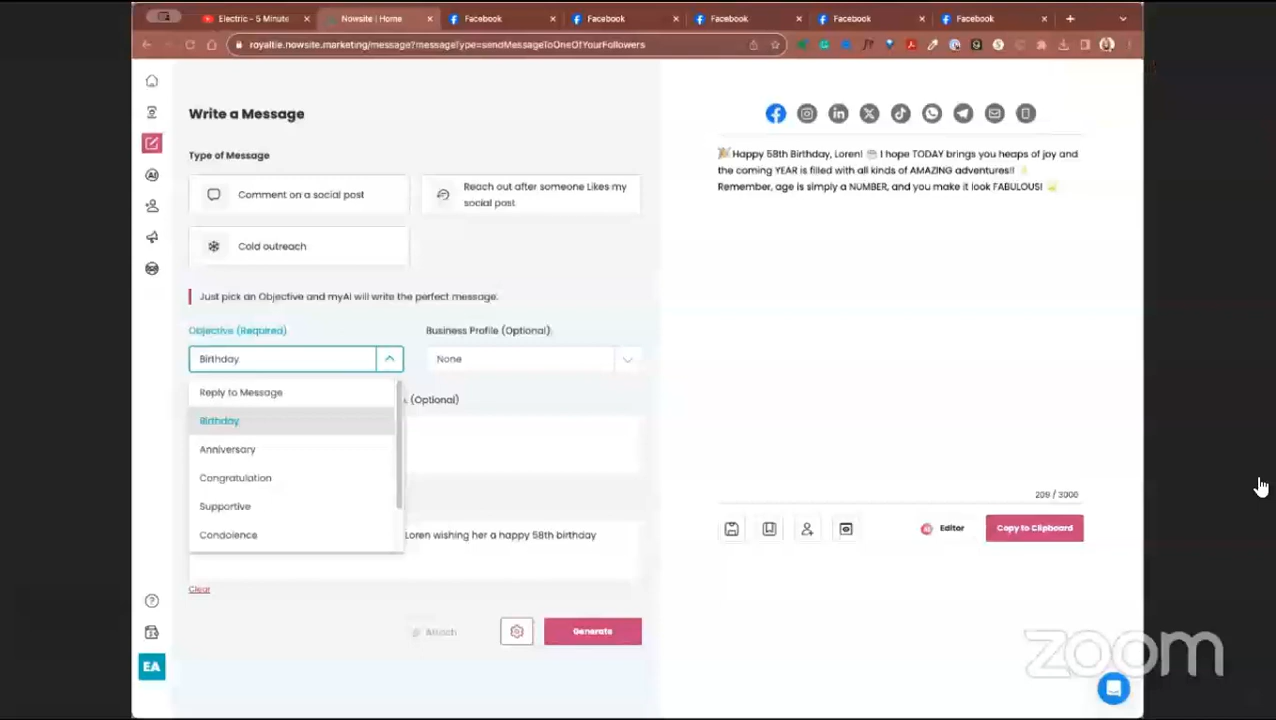 Electric - 5 Minute
Nowsite | Home
Facebook
Facebook
Facebook
Facebook
Facebook
royaltie.nowsite.marketing/message?messageType=sendMessageToOneOfYourFollowers
Write a Message
Type of Message
Comment on a social post
Reach out after someone Likes my
social post
Cold outreach
Just pick an Objective and myAI will write the perfect message.
Objective (Required)
Business Profile (Optional)
Birthday
None
Reply to Message
(Optional)
Birthday
Anniversary
Congratulation
Supportive
Condolence
Loren wishing her a happy 58th birthday
Clear
Attach
Generate
AI
EA
Happy 58th Birthday, Loren! I hope TODAY brings you heaps of joy and
the coming YEAR is filled with all kinds of AMAZING adventures!!
Remember, age is simply a NUMBER, and you make it look FABULOUS!
209 / 3000
Editor
Copy to Clipboard
zoom